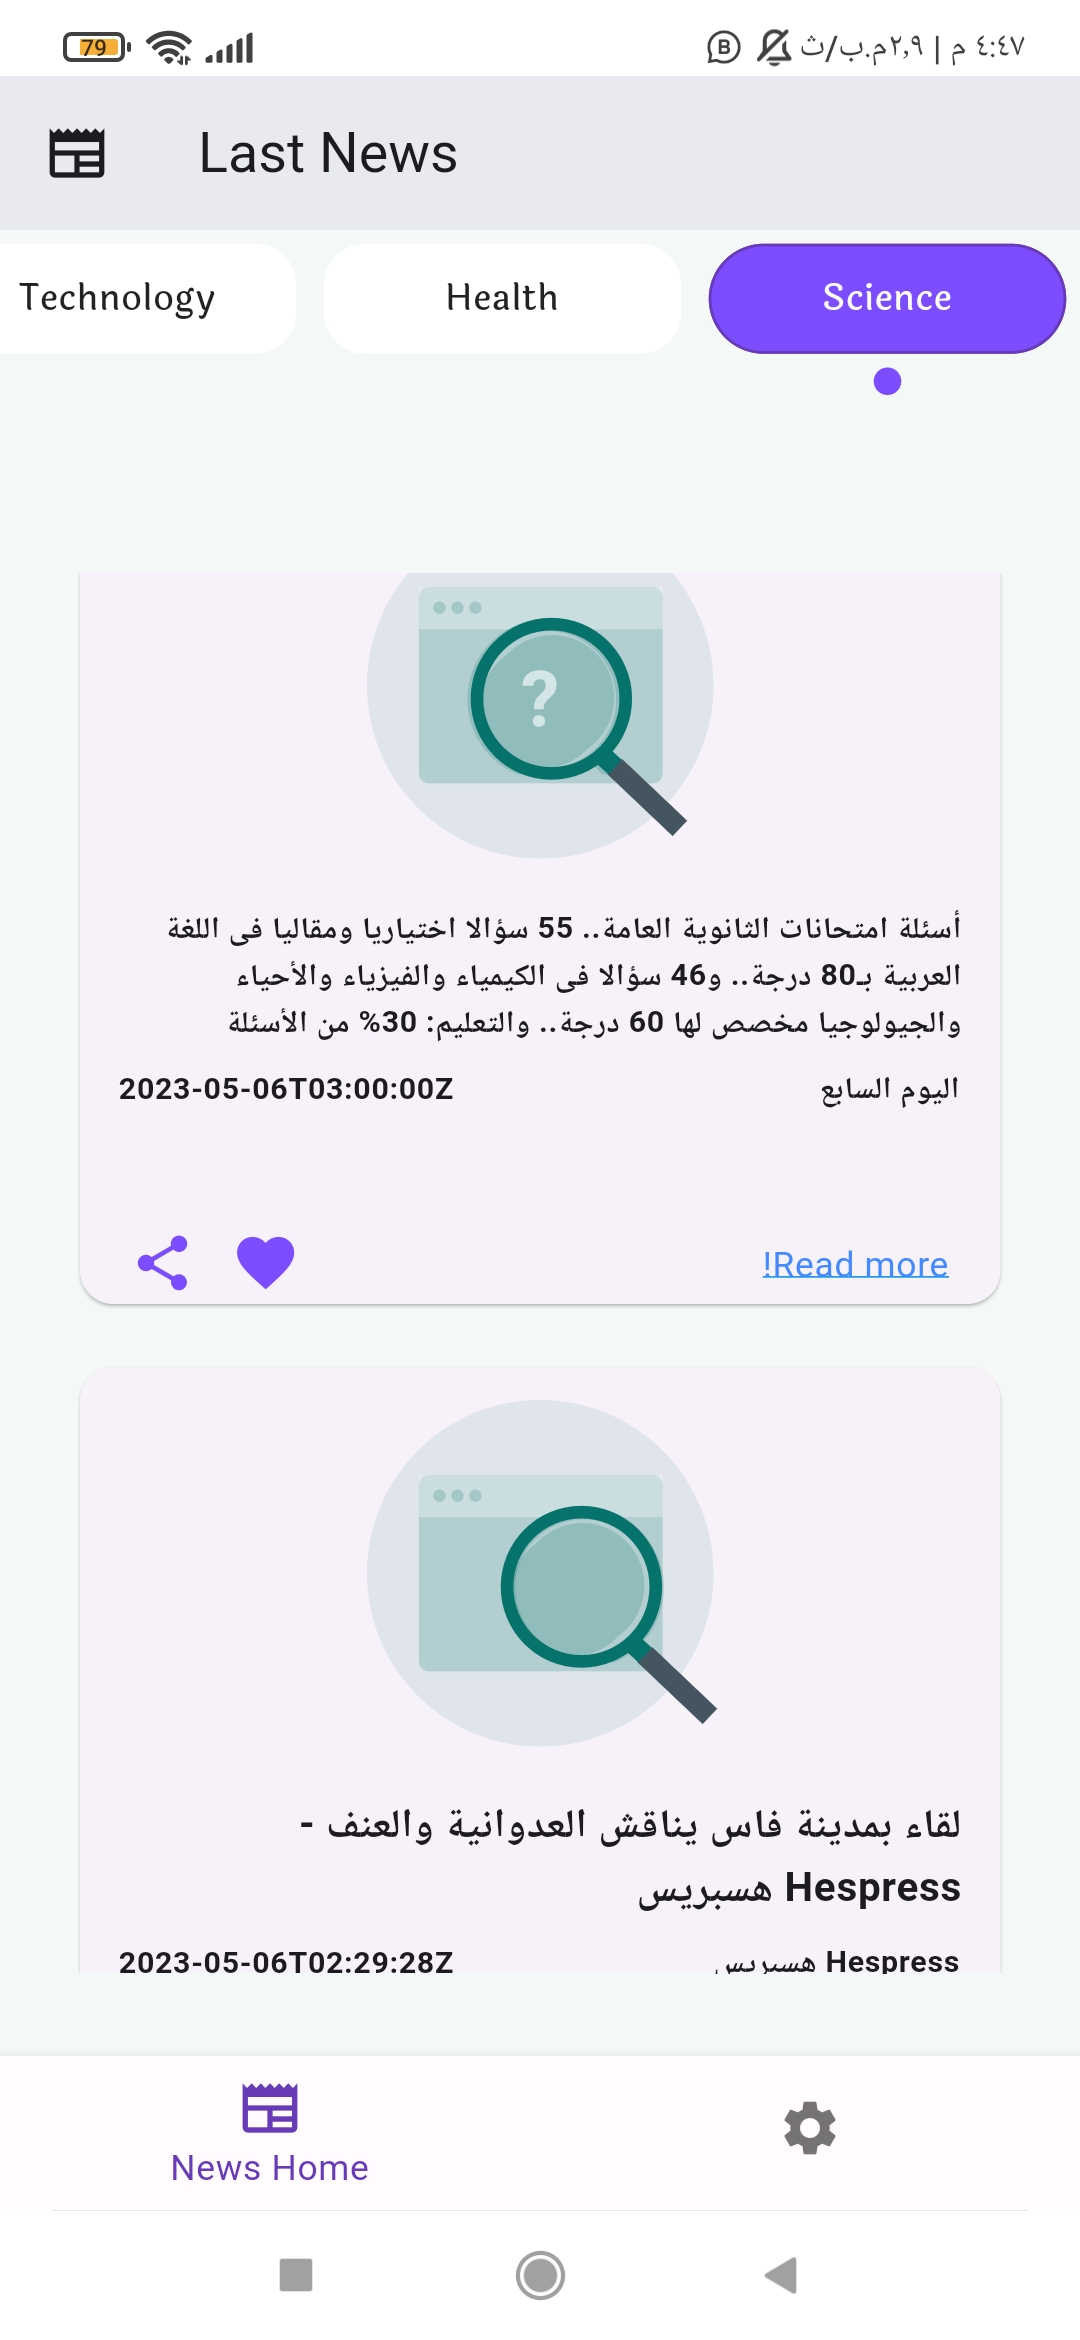 79
٤:٤٧ م | ٢,٩م.ب/ث
Last News
Technology
Health
Science
?
أسئلة امتحانات الثانوية العامة.. 55 سؤالا اختياريا ومقاليا فى اللغة
العربية بـ80 درجة.. و46 سؤالا فى الكيمياء والفيزياء والأحياء
والجيولوجيا مخصص لها 60 درجة.. والتعليم: 30% من الأسئلة
اليوم السابع
2023-05-06T03:00:00Z
!Read more
لقاء بمدينة فاس يناقش العدوانية والعنف -
Hespress هسبريس
Hespress هسبريس
2023-05-06T02:29:28Z
News Home